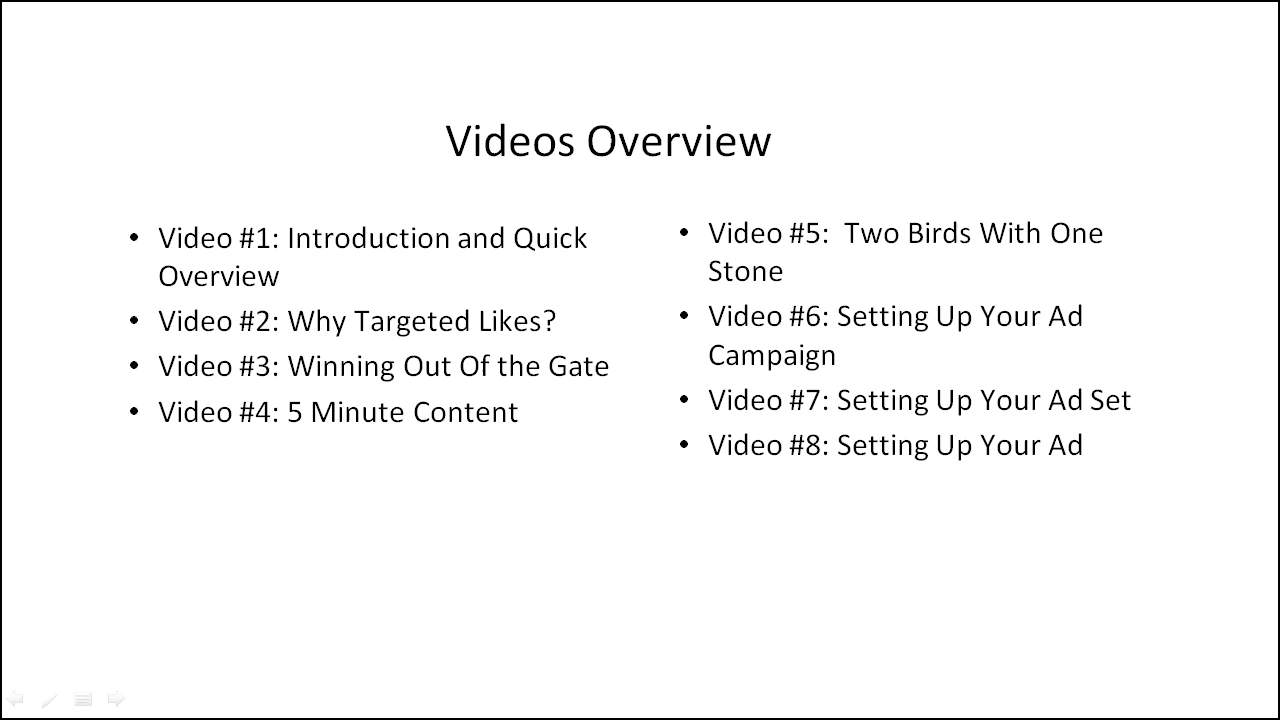 Videos Overview
• Video #1: Introduction and Quick
Overview
• Video #2: Why Targeted Likes?
• Video #3: Winning Out Of the Gate
• Video #4: 5 Minute Content
• Video #5:  Two Birds With One
Stone
• Video #6: Setting Up Your Ad
Campaign
• Video #7: Setting Up Your Ad Set
• Video #8: Setting Up Your Ad